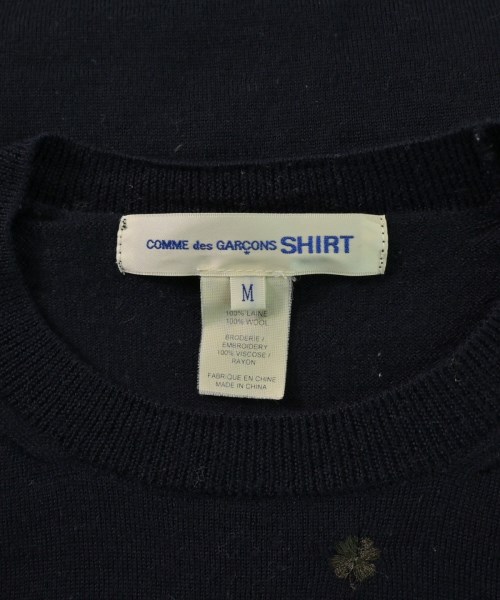 COMME des GARÇONS SHIRT
M
100% LAINE
100% WOOL
BRODERIE /
EMBROIDERY
100% VISCOSE /
RAYON
FABRIQUE EN CHINE
MADE IN CHINA